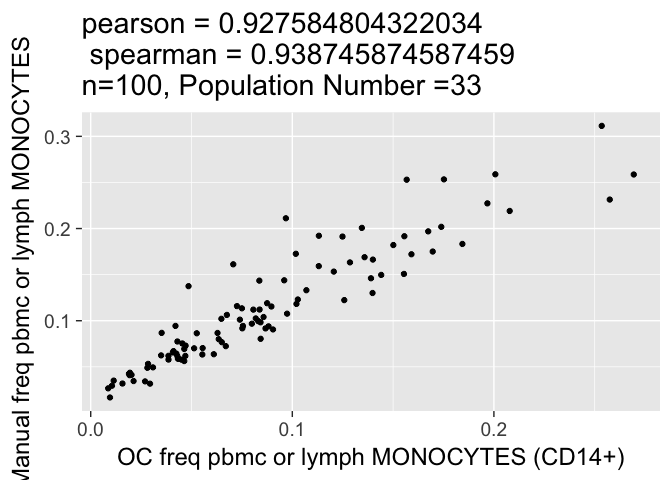 pearson = 0.927584804322034
spearman = 0.938745874587459
n=100, Population Number =33
Manual freq pbmc or lymph MONOCYTES
0.3
0.2
0.1
0.0 0.1 0.2
OC freq pbmc or lymph MONOCYTES (CD14+)